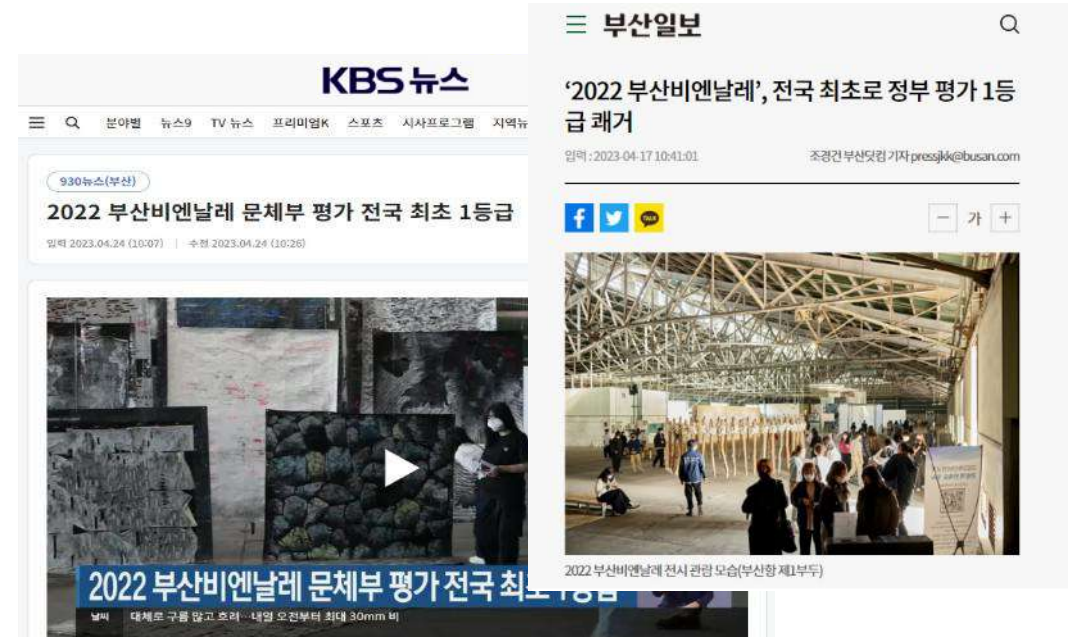 KBS 뉴스
분야별 뉴스9 TV 뉴스 프리미엄K 스포츠 시사프로그램 지역뉴
930뉴스(부산)
2022 부산비엔날레 문체부 평가 전국 최초 1등급
입력 2023.04.24 (10:07) | 수정 2023.04.24 (10:26)
2022 부산비엔날레 문체부 평가 전국 최초 1등급
날씨 대체로 구름 많고 흐려…내일 오전부터 최대 30mm 비
부산일보
‘2022 부산비엔날레’, 전국 최초로 정부 평가 1등
급 쾌거
입력 : 2023-04-17 10:41:01 조경건 부산닷컴 기자 pressjkk@busan.com
f
TALK
− 가 +
2022 부산비엔날레 전시 관람 모습(부산항 제1부두)